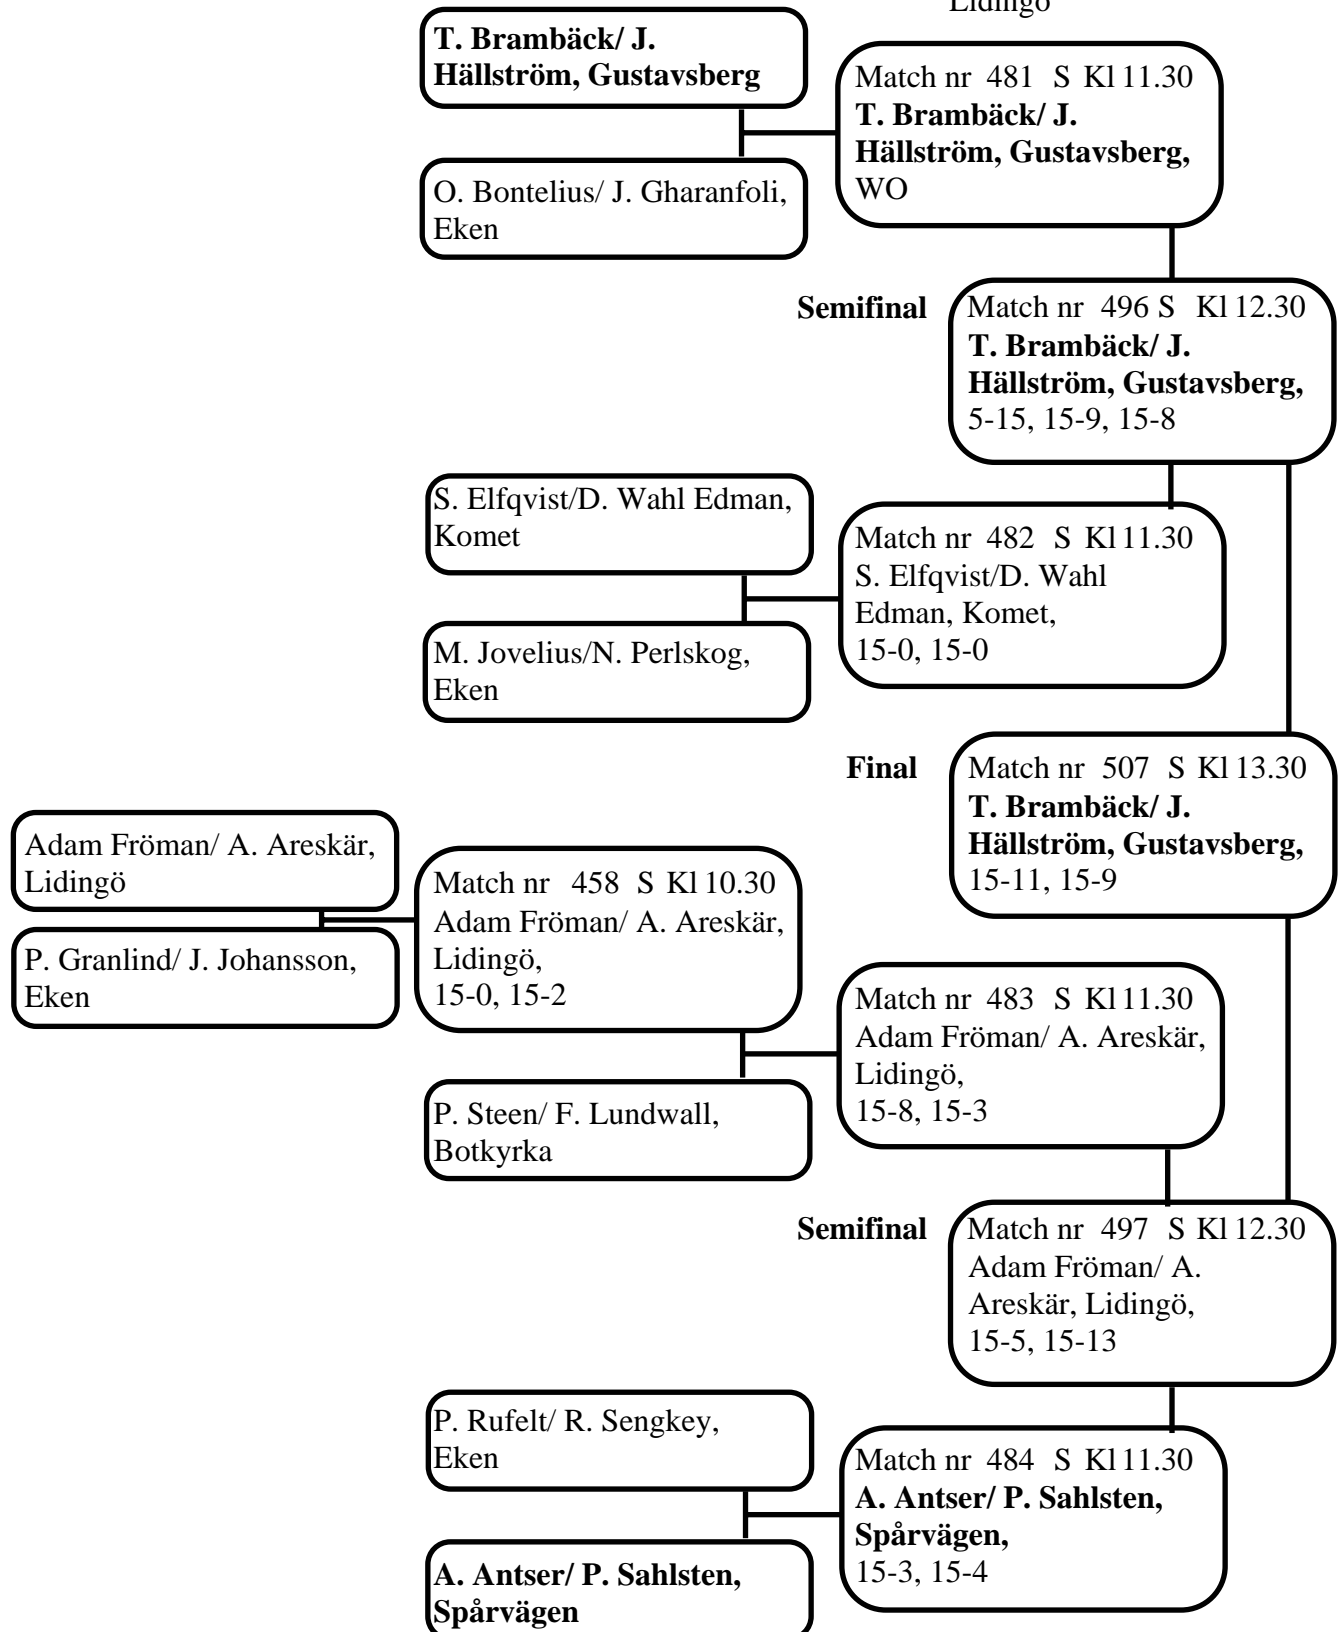 Lidingö
T. Brambäck/ J.
Hällström, Gustavsberg
Match nr 481 S Kl 11.30
T. Brambäck/ J.
Hällström, Gustavsberg,
WO
O. Bontelius/ J. Gharanfoli,
Eken
Semifinal
Match nr 496 S Kl 12.30
T. Brambäck/ J.
Hällström, Gustavsberg,
5-15, 15-9, 15-8
S. Elfqvist/D. Wahl Edman,
Komet
Match nr 482 S Kl 11.30
S. Elfqvist/D. Wahl
Edman, Komet,
15-0, 15-0
M. Jovelius/N. Perlskog,
Eken
Final
Match nr 507 S Kl 13.30
T. Brambäck/ J.
Hällström, Gustavsberg,
15-11, 15-9
Adam Fröman/ A. Areskär,
Lidingö
Match nr 458 S Kl 10.30
Adam Fröman/ A. Areskär,
Lidingö,
15-0, 15-2
P. Granlind/ J. Johansson,
Eken
Match nr 483 S Kl 11.30
Adam Fröman/ A. Areskär,
Lidingö,
15-8, 15-3
P. Steen/ F. Lundwall,
Botkyrka
Semifinal
Match nr 497 S Kl 12.30
Adam Fröman/ A.
Areskär, Lidingö,
15-5, 15-13
P. Rufelt/ R. Sengkey,
Eken
Match nr 484 S Kl 11.30
A. Antser/ P. Sahlsten,
Spårvägen,
15-3, 15-4
A. Antser/ P. Sahlsten,
Spårvägen